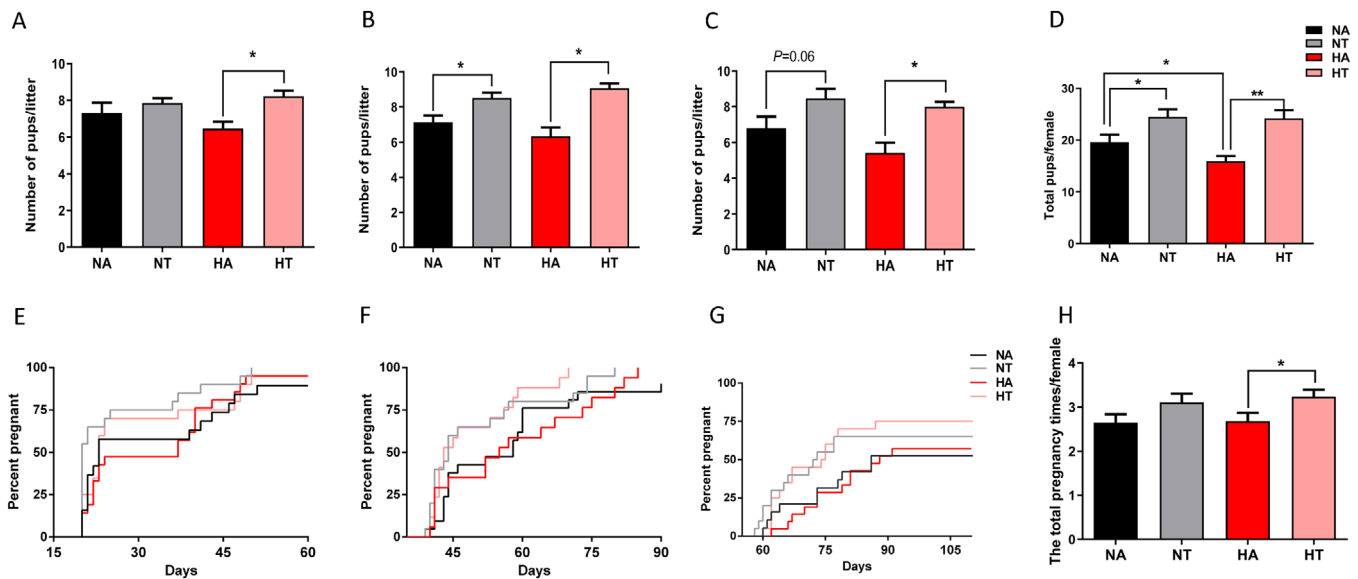 A
Number of pups/litter
10
8
6
4
2
0
*
NA NT HA HT
B
Number of pups/litter
10
8
6
4
2
0
*
*
NA NT HA HT
C
Number of pups/litter
10
8
6
4
2
0
P=0.06
*
NA NT HA HT
D
Total pups/female
30
20
10
0
*
*
**
NA NT HA HT
NA
NT
HA
HT
E
Percent pregnant
100
75
50
25
0
15 30 45 60
Days
F
Percent pregnant
100
75
50
25
0
45 60 75 90
Days
G
Percent pregnant
100
75
50
25
0
60 75 90 105
Days
NA
NT
HA
HT
H
The total pregnancy times/female
4
3
2
1
0
*
NA NT HA HT